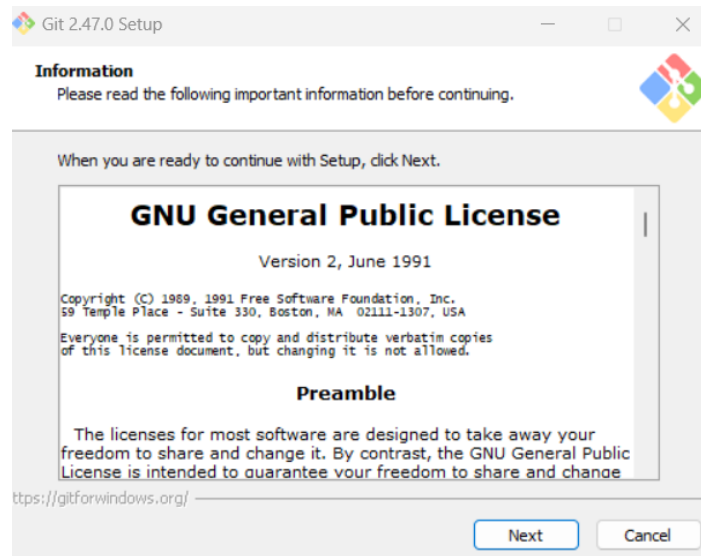 Git 2.47.0 Setup
Information
Please read the following important information before continuing.
When you are ready to continue with Setup, click Next.
GNU General Public License
Version 2, June 1991
Copyright (C) 1989, 1991 Free Software Foundation, Inc.
59 Temple Place - Suite 330, Boston, MA  02111-1307, USA
Everyone is permitted to copy and distribute verbatim copies
of this license document, but changing it is not allowed.
Preamble
The licenses for most software are designed to take away your
freedom to share and change it. By contrast, the GNU General Public
License is intended to guarantee your freedom to share and change
ttps://gitforwindows.org/
Next Cancel